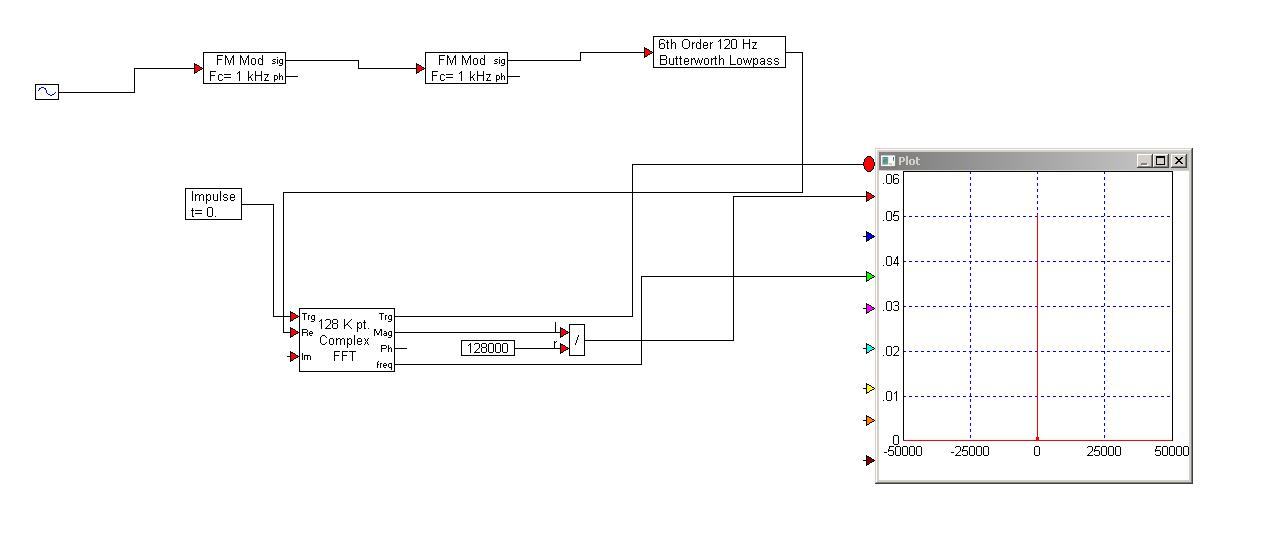 FM Mod sig
Fc= 1 kHz ph
FM Mod sig
Fc= 1 kHz ph
6th Order 120 Hz
Butterworth Lowpass
Impulse
t= 0.
Trg
Re
Im
128 K pt.
Complex
FFT
Trg
Mag
Ph
freq
128000
l
r
/
Plot
.06
.05
.04
.03
.02
.01
0
-50000
-25000
0
25000
50000